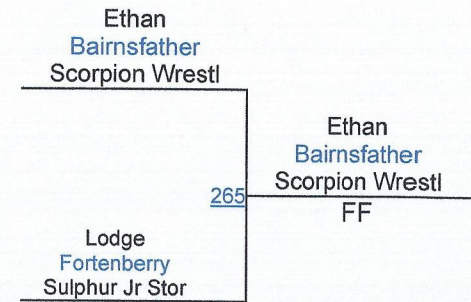 Ethan
Bairnsfather
Scorpion Wrestl
Ethan
Bairnsfather
Scorpion Wrestl
265
FF
Lodge
Fortenberry
Sulphur Jr Stor